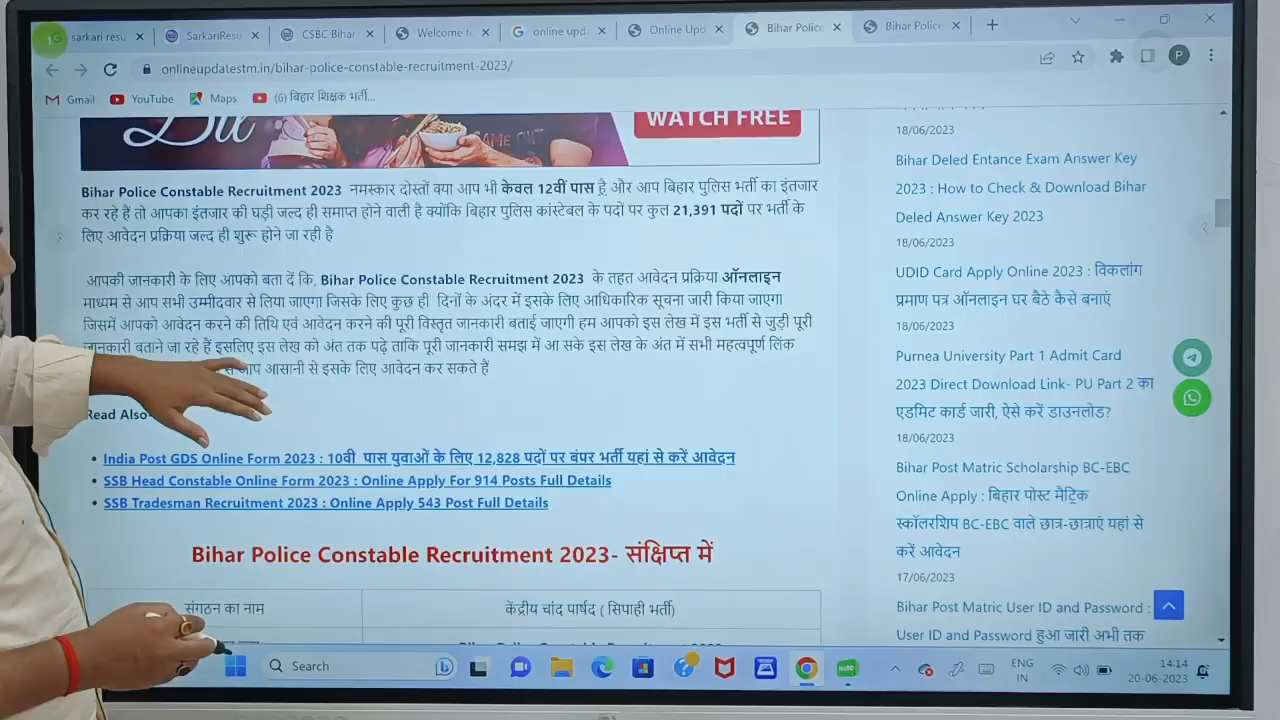 sarkari resu
SarkariResu
CSBC Bihar
Welcome to
online upda
Online Upd
Bihar Police
Bihar Police
onlineupdatestm.in/bihar-police-constable-recruitment-2023/
Gmail
YouTube
Maps
(6) बिहार शिक्षक भर्ती...
Dil
WATCH FREE
Bihar Police Constable Recruitment 2023 नमस्कार दोस्तों क्या आप भी केवल 12वीं पास है और आप बिहार पुलिस भर्ती का इंतजार
कर रहे हैं तो आपका इंतजार की घड़ी जल्द ही समाप्त होने वाली है क्योंकि बिहार पुलिस कांस्टेबल के पदों पर कुल 21,391 पदों पर भर्ती के
लिए आवेदन प्रक्रिया जल्द ही शुरू होने जा रही है
आपकी जानकारी के लिए आपको बता दें कि, Bihar Police Constable Recruitment 2023 के तहत आवेदन प्रक्रिया ऑनलाइन
माध्यम से आप सभी उम्मीदवार से लिया जाएगा जिसके लिए कुछ ही दिनों के अंदर में इसके लिए आधिकारिक सूचना जारी किया जाएगा
जिसमें आपको आवेदन करने की तिथि एवं आवेदन करने की पूरी विस्तृत जानकारी बताई जाएगी हम आपको इस लेख में इस भर्ती से जुड़ी पूरी
जानकारी बताने जा रहे हैं इसलिए इस लेख को अंत तक पढ़े ताकि पूरी जानकारी समझ में आ सके इस लेख के अंत में सभी महत्वपूर्ण लिंक
आप आसानी से इसके लिए आवेदन कर सकते हैं
Read Also-
India Post GDS Online Form 2023 : 10वी पास युवाओं के लिए 12,828 पदों पर बंपर भर्ती यहां से करें आवेदन
SSB Head Constable Online Form 2023 : Online Apply For 914 Posts Full Details
SSB Tradesman Recruitment 2023 : Online Apply 543 Post Full Details
Bihar Police Constable Recruitment 2023- संक्षिप्त में
संगठन का नाम
केंद्रीय चांद पार्षद ( सिपाही भर्ती)
18/06/2023
Bihar Deled Entance Exam Answer Key
2023 : How to Check & Download Bihar
Deled Answer Key 2023
18/06/2023
UDID Card Apply Online 2023 : विकलांग
प्रमाण पत्र ऑनलाइन घर बैठे कैसे बनाएं
18/06/2023
Purnea University Part 1 Admit Card
2023 Direct Download Link- PU Part 2 का
एडमिट कार्ड जारी, ऐसे करें डाउनलोड?
18/06/2023
Bihar Post Matric Scholarship BC-EBC
Online Apply : बिहार पोस्ट मैट्रिक
स्कॉलरशिप BC-EBC वाले छात्र-छात्राएं यहां से
करें आवेदन
17/06/2023
Bihar Post Matric User ID and Password :
User ID and Password हुआ जारी अभी तक
Search
ENG
IN
14:14
20-06-2023